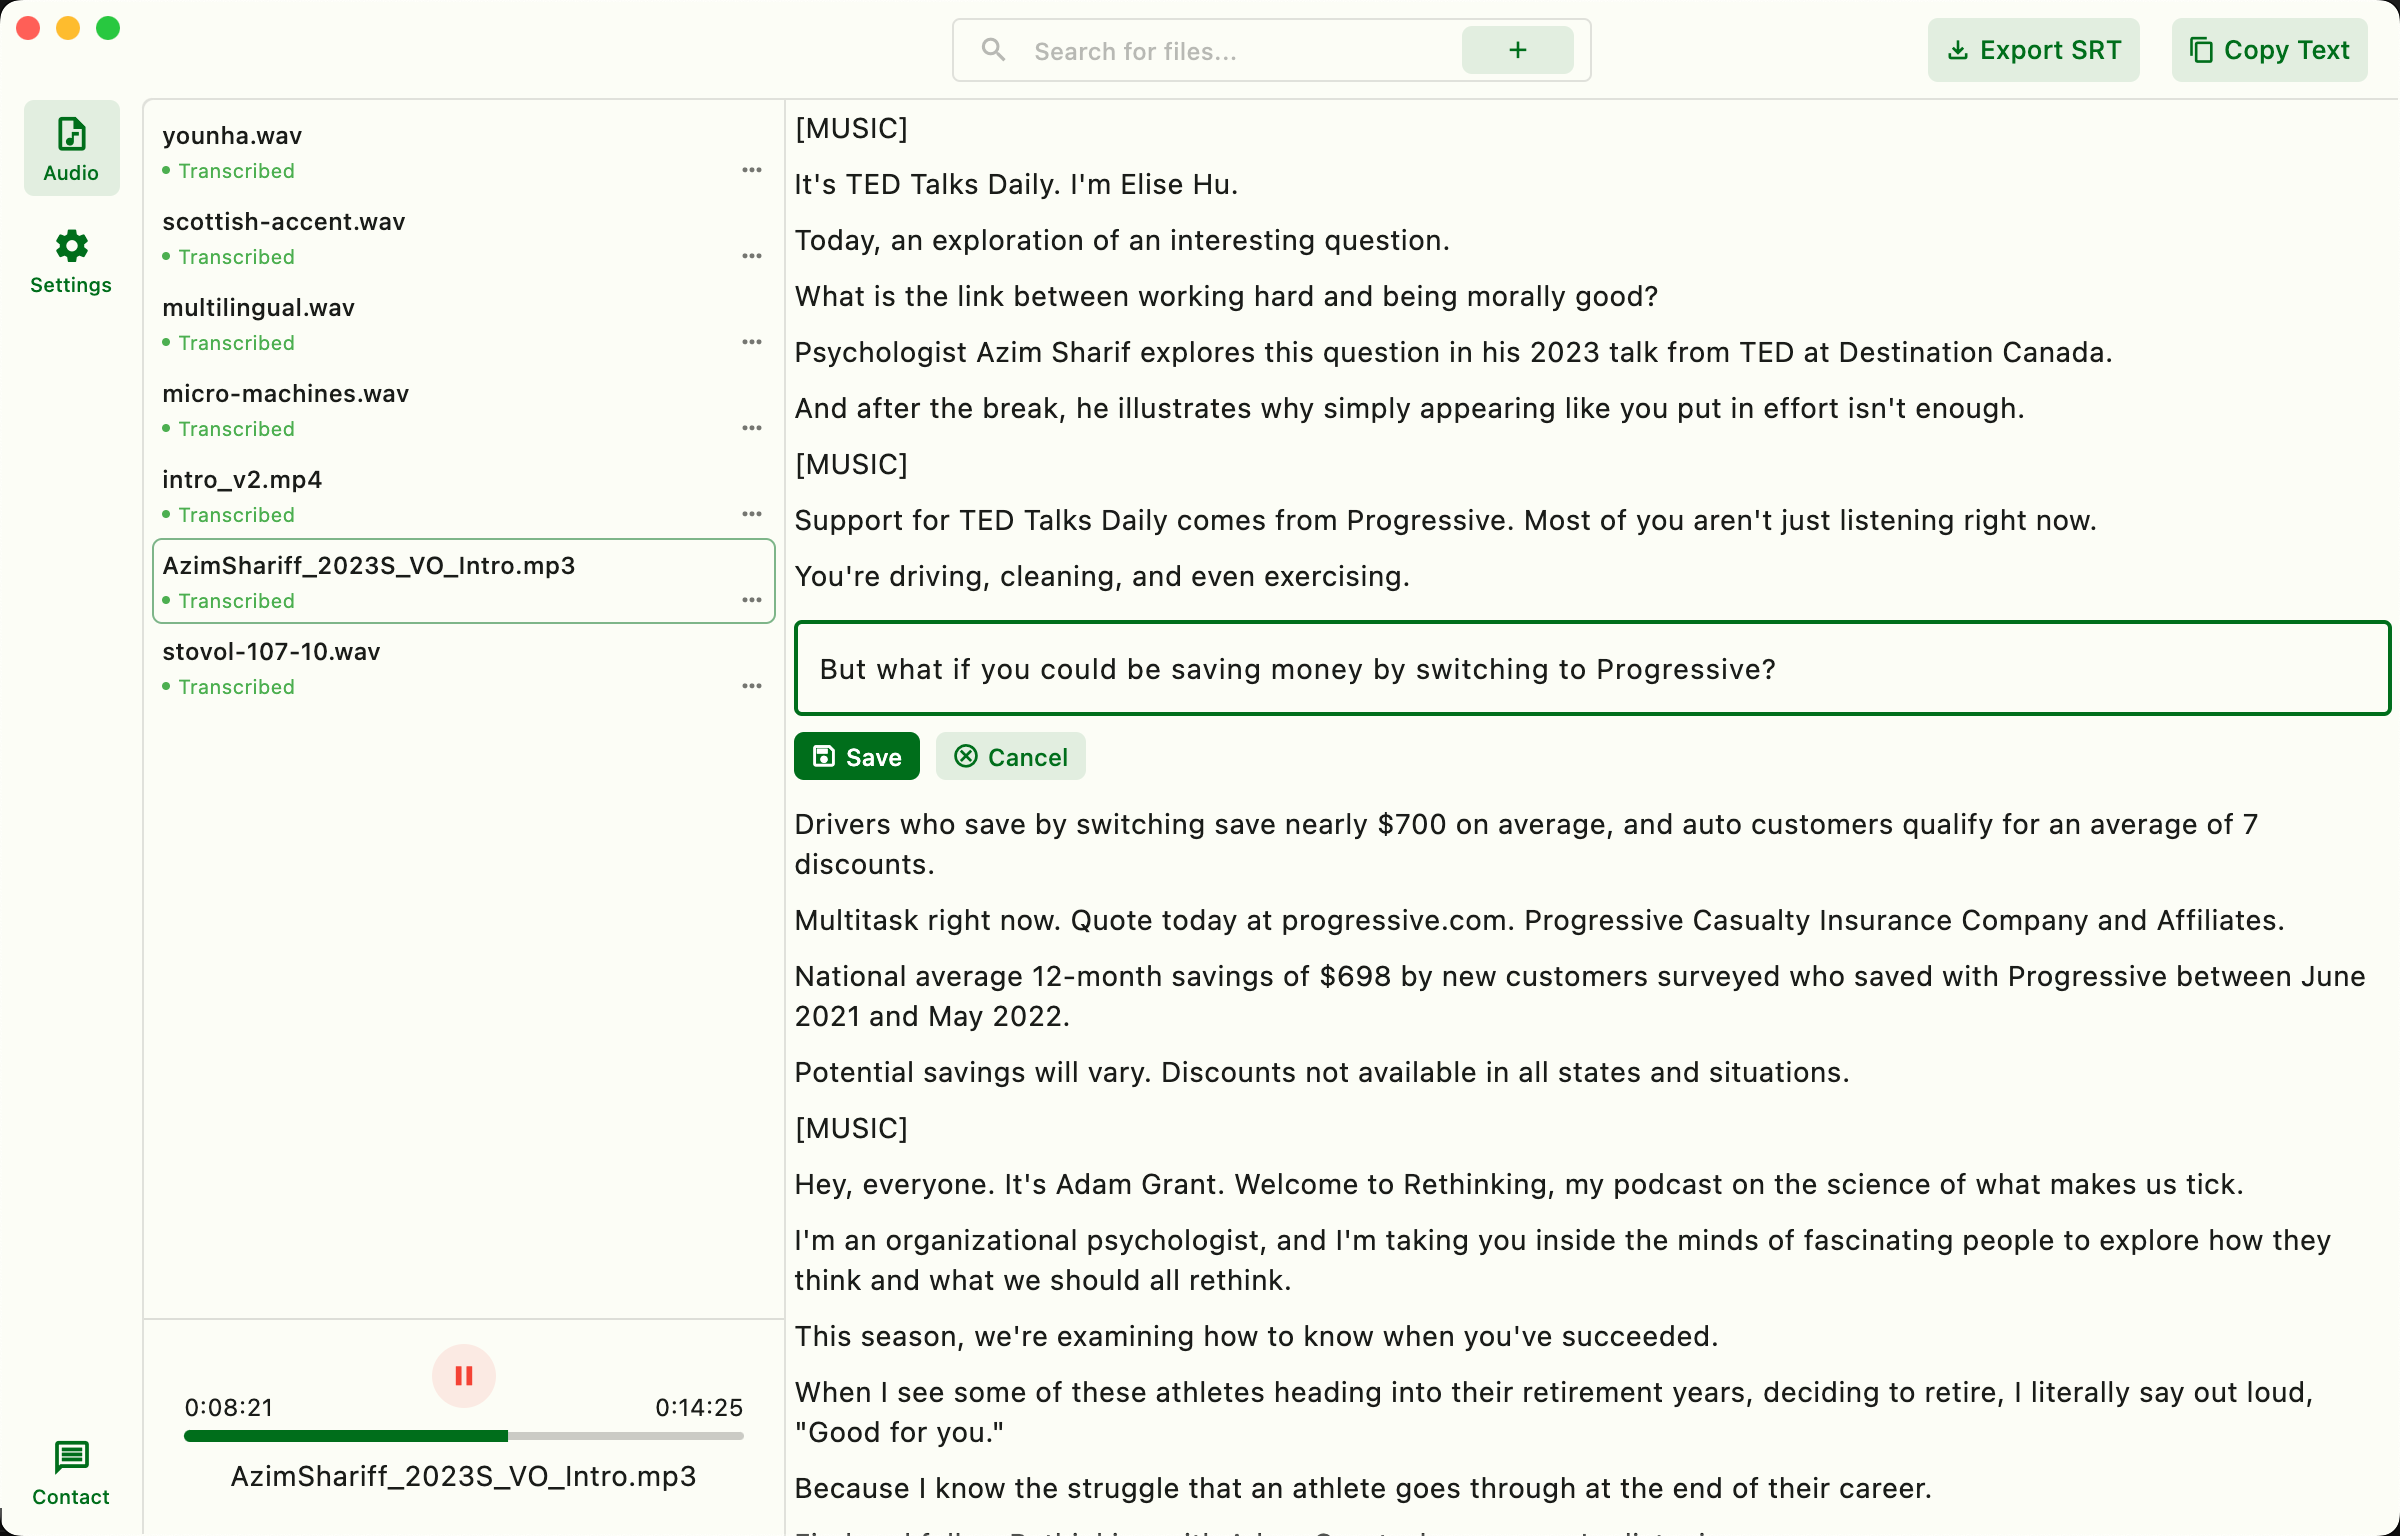 Search for files...
+
Export SRT
Copy Text
Audio
Settings
Contact
younha.wav
Transcribed
scottish-accent.wav
Transcribed
multilingual.wav
Transcribed
micro-machines.wav
Transcribed
intro_v2.mp4
Transcribed
AzimShariff_2023S_VO_Intro.mp3
Transcribed
stovol-107-10.wav
Transcribed
0:08:21
0:14:25
AzimShariff_2023S_VO_Intro.mp3
[MUSIC]
It's TED Talks Daily. I'm Elise Hu.
Today, an exploration of an interesting question.
What is the link between working hard and being morally good?
Psychologist Azim Sharif explores this question in his 2023 talk from TED at Destination Canada.
And after the break, he illustrates why simply appearing like you put in effort isn't enough.
[MUSIC]
Support for TED Talks Daily comes from Progressive. Most of you aren't just listening right now.
You're driving, cleaning, and even exercising.
But what if you could be saving money by switching to Progressive?
Save
Cancel
Drivers who save by switching save nearly $700 on average, and auto customers qualify for an average of 7
discounts.
Multitask right now. Quote today at progressive.com. Progressive Casualty Insurance Company and Affiliates.
National average 12-month savings of $698 by new customers surveyed who saved with Progressive between June
2021 and May 2022.
Potential savings will vary. Discounts not available in all states and situations.
[MUSIC]
Hey, everyone. It's Adam Grant. Welcome to Rethinking, my podcast on the science of what makes us tick.
I'm an organizational psychologist, and I'm taking you inside the minds of fascinating people to explore how they
think and what we should all rethink.
This season, we're examining how to know when you've succeeded.
When I see some of these athletes heading into their retirement years, deciding to retire, I literally say out loud,
"Good for you."
Because I know the struggle that an athlete goes through at the end of their career.